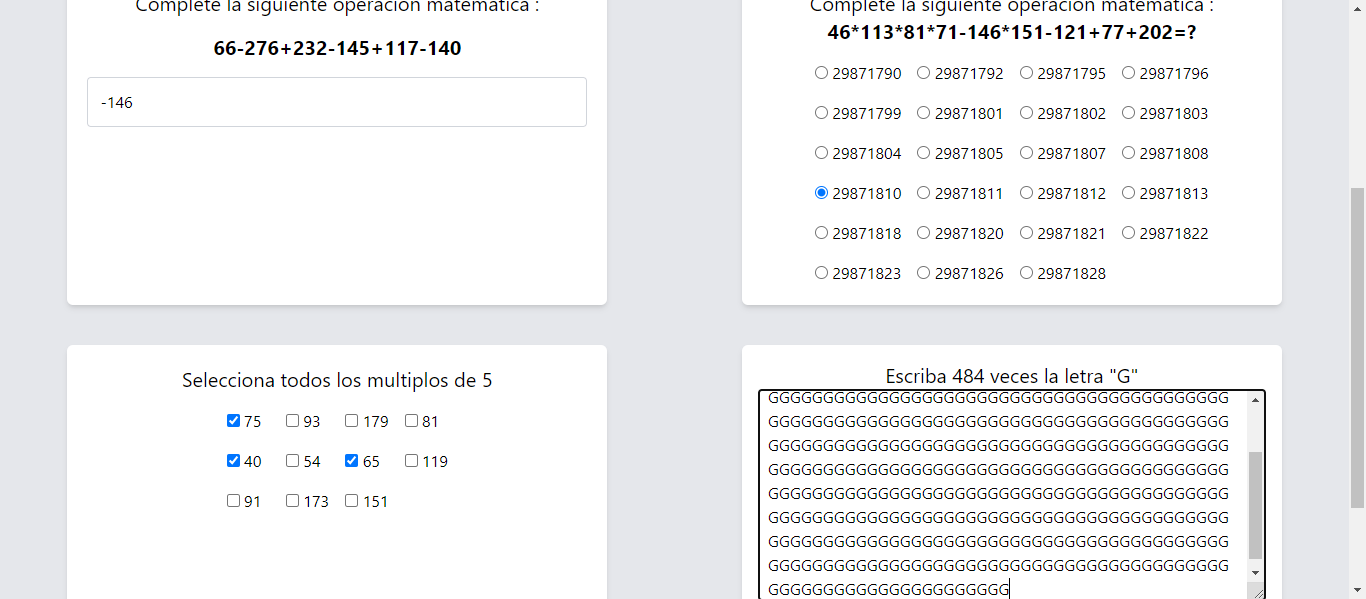 Complete la siguiente operación matemática :
66-276+232-145+117-140
-146
Complete la siguiente operación matemática :
46*113*81*71-146*151-121+77+202=?
29871790 29871792 29871795 29871796
29871799 29871801 29871802 29871803
29871804 29871805 29871807 29871808
29871810 29871811 29871812 29871813
29871818 29871820 29871821 29871822
29871823 29871826 29871828
Selecciona todos los multiplos de 5
75 93 179 81
40 54 65 119
91 173 151
Escriba 484 veces la letra "G"
GGGGGGGGGGGGGGGGGGGGGGGGGGGGGGGGGGGGGGGGGG
GGGGGGGGGGGGGGGGGGGGGGGGGGGGGGGGGGGGGGGGGG
GGGGGGGGGGGGGGGGGGGGGGGGGGGGGGGGGGGGGGGGGG
GGGGGGGGGGGGGGGGGGGGGGGGGGGGGGGGGGGGGGGGGG
GGGGGGGGGGGGGGGGGGGGGGGGGGGGGGGGGGGGGGGGGG
GGGGGGGGGGGGGGGGGGGGGGGGGGGGGGGGGGGGGGGGGG
GGGGGGGGGGGGGGGGGGGGGGGGGGGGGGGGGGGGGGGGGG
GGGGGGGGGGGGGGGGGGGGGGGGGGGGGGGGGGGGGGGGGG
GGGGGGGGGGGGGGGGGGGGGG